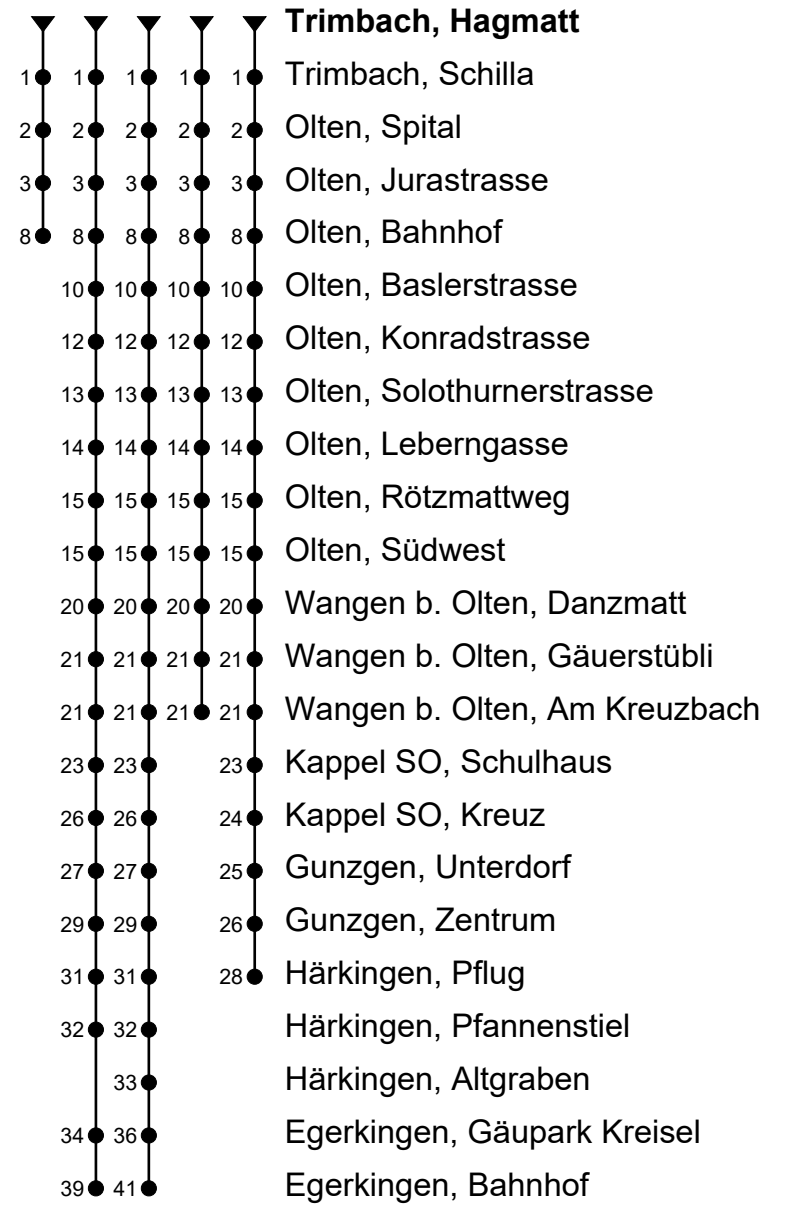 Trimbach, Hagmatt
1 1 1 1 1 Trimbach, Schilla
2 2 2 2 2 Olten, Spital
3 3 3 3 3 Olten, Jurastrasse
8 8 8 8 8 Olten, Bahnhof
10 10 10 10 Olten, Baslerstrasse
12 12 12 12 Olten, Konradstrasse
13 13 13 13 Olten, Solothurnerstrasse
14 14 14 14 Olten, Leberngasse
15 15 15 15 Olten, Rötzmattweg
15 15 15 15 Olten, Südwest
20 20 20 20 Wangen b. Olten, Danzmatt
21 21 21 21 Wangen b. Olten, Gäuerstübli
21 21 21 21 Wangen b. Olten, Am Kreuzbach
23 23 23 Kappel SO, Schulhaus
26 26 24 Kappel SO, Kreuz
27 27 25 Gunzgen, Unterdorf
29 29 26 Gunzgen, Zentrum
31 31 28 Härkingen, Pflug
32 32 Härkingen, Pfannenstiel
33 Härkingen, Altgraben
34 36 Egerkingen, Gäupark Kreisel
39 41 Egerkingen, Bahnhof